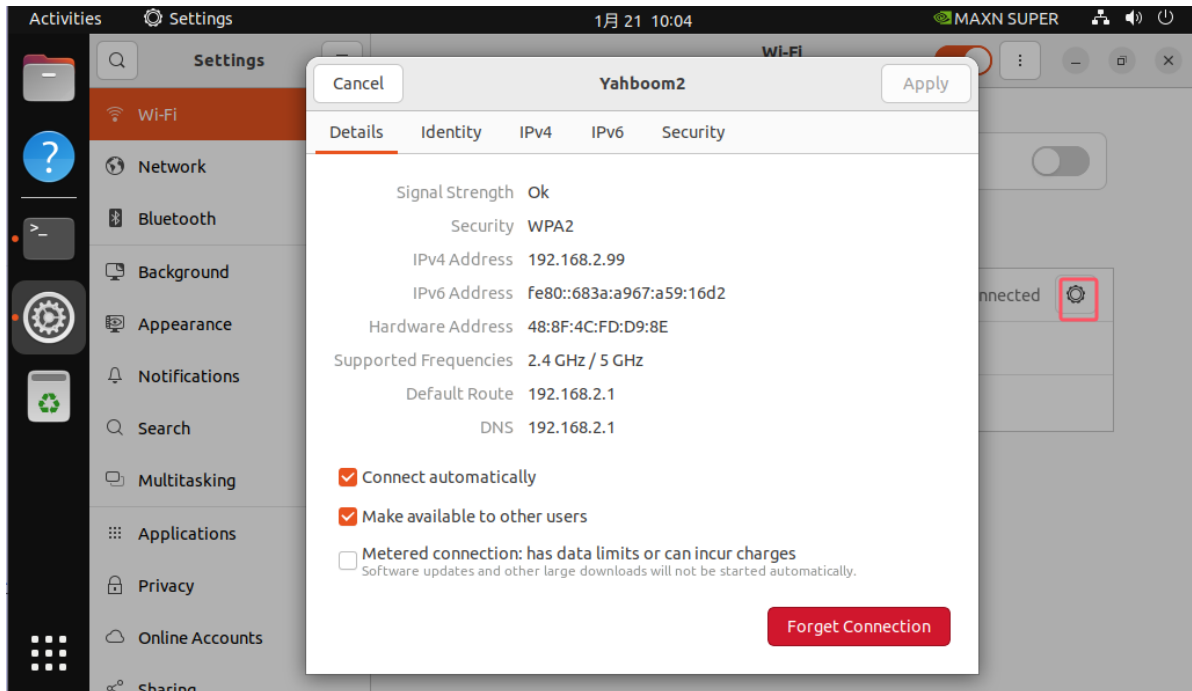 Activities Settings 1月 21 10:04 MAXN SUPER
Settings Wi-Fi
Cancel Yahboom2 Apply
Wi-Fi
Network
Bluetooth
Background
Appearance
Notifications
Search
Multitasking
Applications
Privacy
Online Accounts
Sharing
Details Identity IPv4 IPv6 Security
Signal Strength Ok
Security WPA2
IPv4 Address 192.168.2.99
IPv6 Address fe80::683a:a967:a59:16d2
Hardware Address 48:8F:4C:FD:D9:8E
Supported Frequencies 2.4 GHz / 5 GHz
Default Route 192.168.2.1
DNS 192.168.2.1
Connect automatically
Make available to other users
Metered connection: has data limits or can incur charges
Software updates and other large downloads will not be started automatically.
Forget Connection
nnected